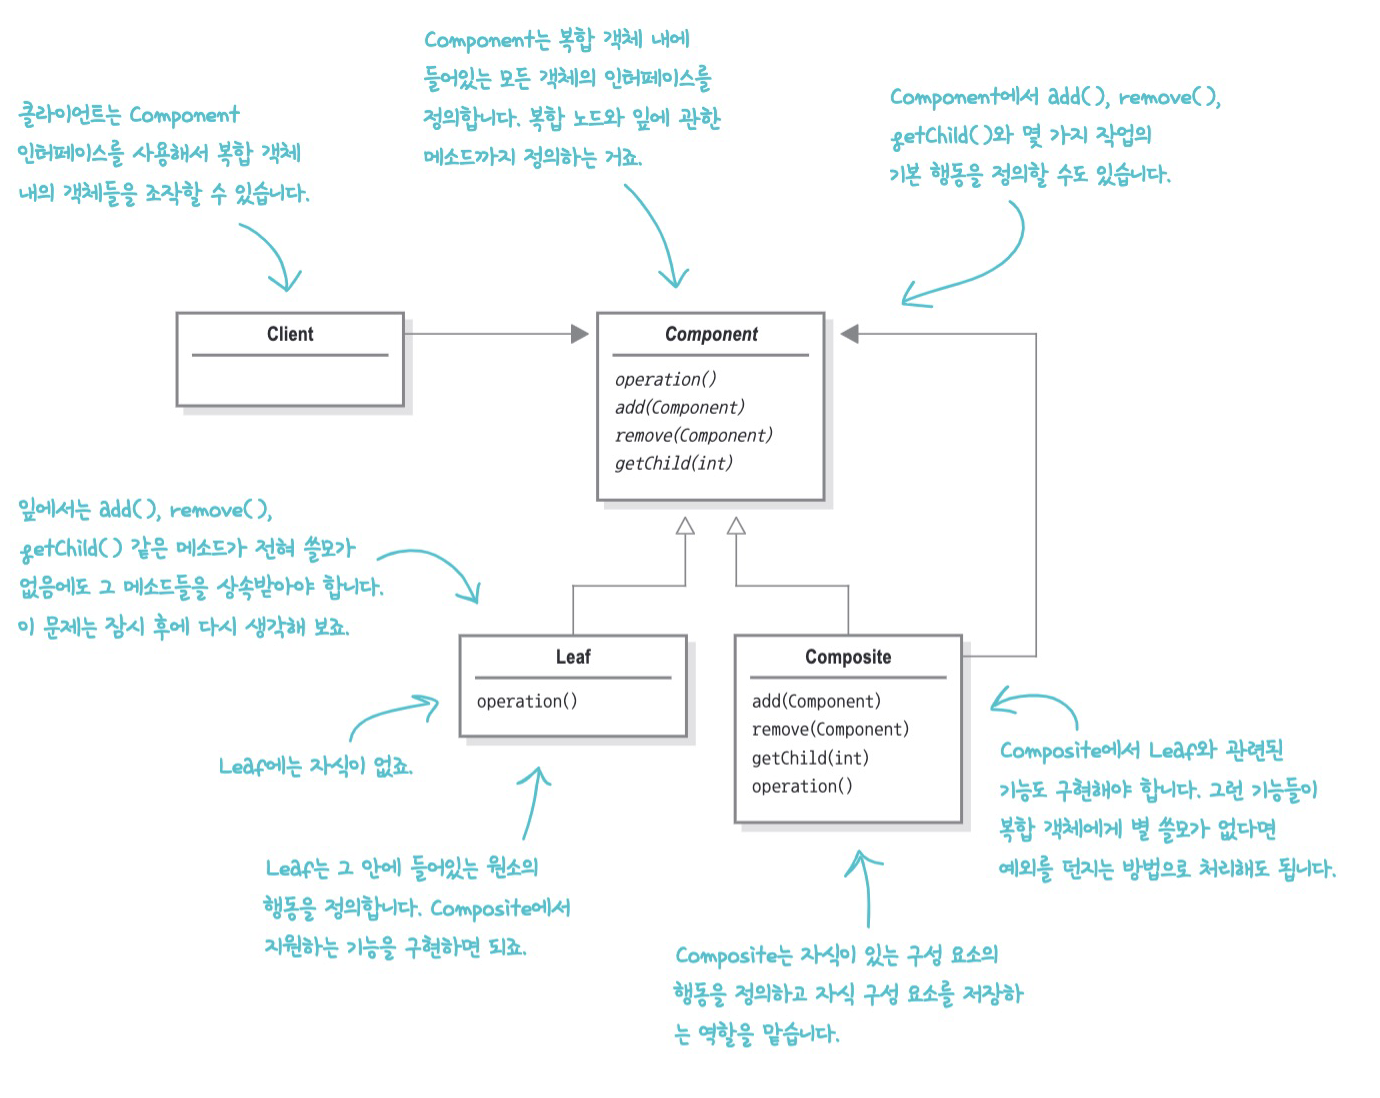 Component는 복합 객체 내에
들어있는 모든 객체의 인터페이스를
정의합니다. 복합 노드와 잎에 관한
메소드까지 정의하는 거죠.
클라이언트는 Component
인터페이스를 사용해서 복합 객체
내의 객체들을 조작할 수 있습니다.
Component에서 add(), remove(),
getChild()와 몇 가지 작업의
기본 행동을 정의할 수도 있습니다.
Client
Component
operation()
add(Component)
remove(Component)
getChild(int)
잎에서는 add(), remove(),
getChild() 같은 메소드가 전혀 쓸모가
없음에도 그 메소드들을 상속받아야 합니다.
이 문제는 잠시 후에 다시 생각해 보죠.
Leaf
operation()
Composite
add(Component)
remove(Component)
getChild(int)
operation()
Leaf에는 자식이 없죠.
Leaf는 그 안에 들어있는 원소의
행동을 정의합니다. Composite에서
지원하는 기능을 구현하면 되죠.
Composite에서 Leaf와 관련된
기능도 구현해야 합니다. 그런 기능들이
복합 객체에게 별 쓸모가 없다면
예외를 던지는 방법으로 처리해도 됩니다.
Composite는 자식이 있는 구성 요소의
행동을 정의하고 자식 구성 요소를 저장하
는 역할을 맡습니다.